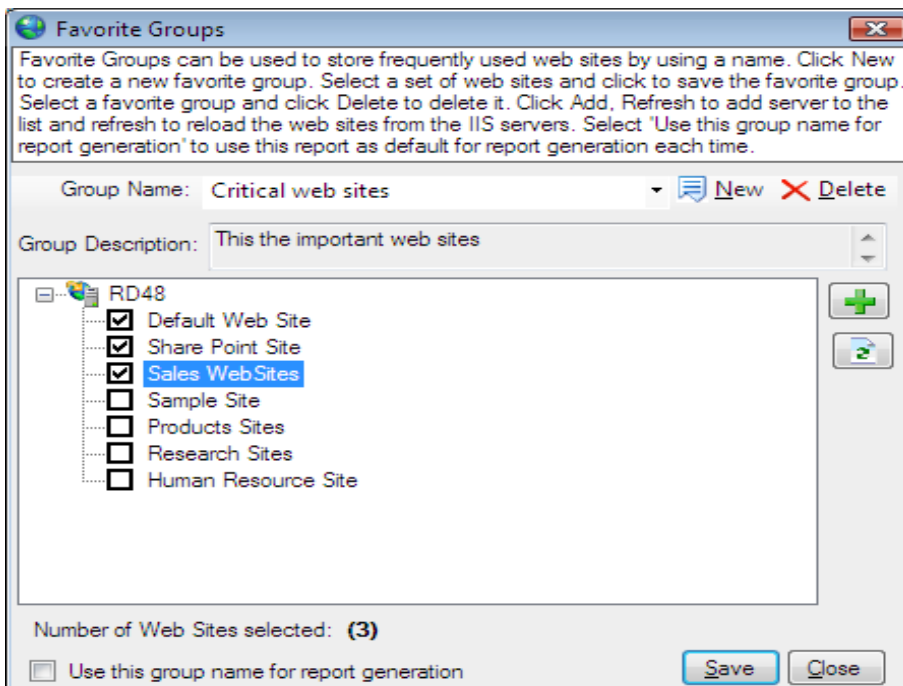 Favorite Groups
Favorite Groups can be used to store frequently used web sites by using a name. Click New
to create a new favorite group. Select a set of web sites and click to save the favorite group.
Select a favorite group and click Delete to delete it. Click Add, Refresh to add server to the
list and refresh to reload the web sites from the IIS servers. Select 'Use this group name for
report generation' to use this report as default for report generation each time.
Group Name: Critical web sites New Delete
Group Description: This the important web sites
RD48
Default Web Site
Share Point Site
Sales WebSites
Sample Site
Products Sites
Research Sites
Human Resource Site
Number of Web Sites selected: (3)
Use this group name for report generation Save Close